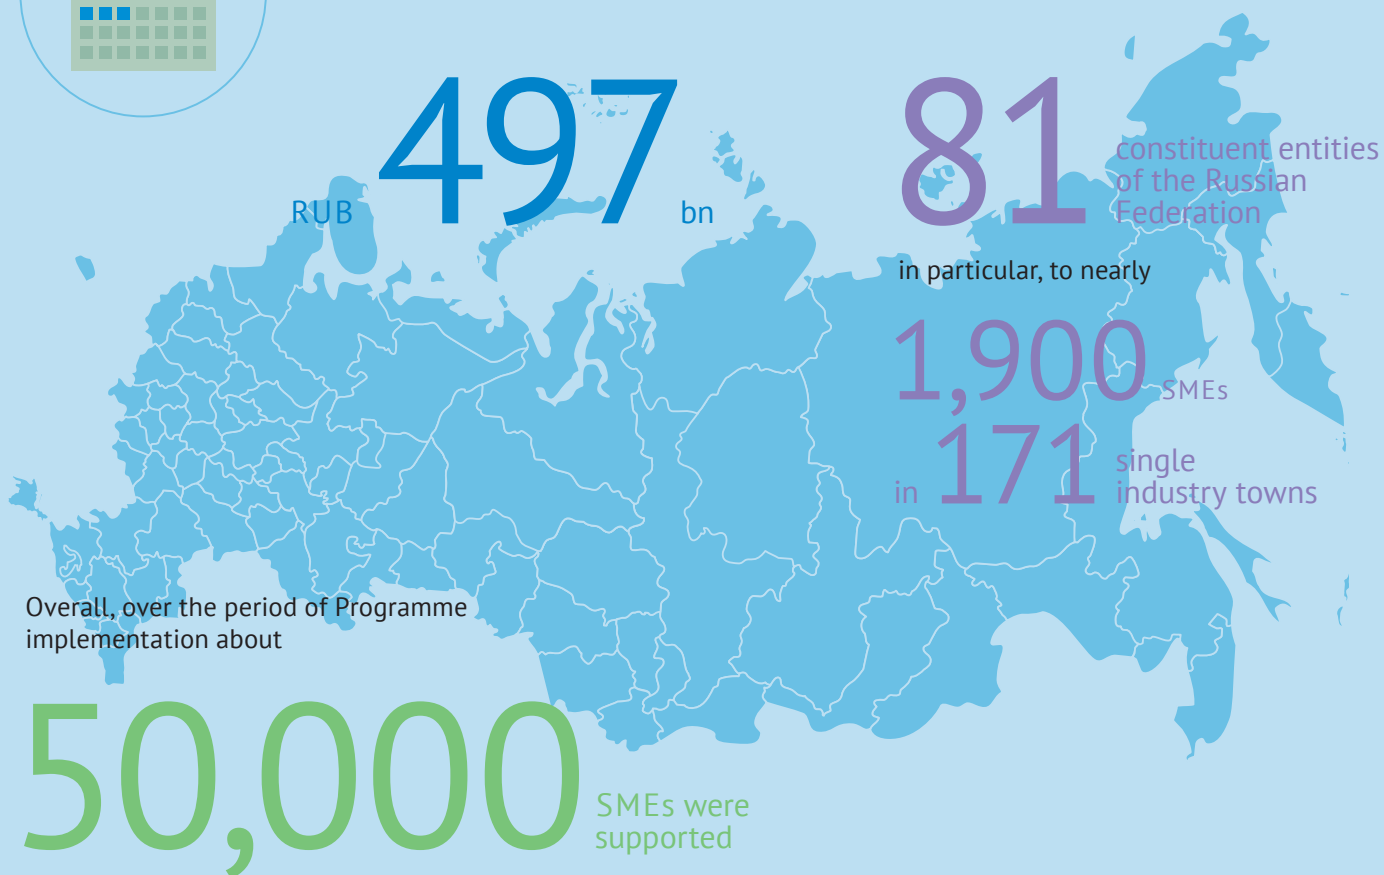 RUB 497 bn
81 constituent entities
of the Russian
Federation
in particular, to nearly
1,900 SMEs
in 171 single
industry towns
Overall, over the period of Programme
implementation about
50,000 SMEs were
supported